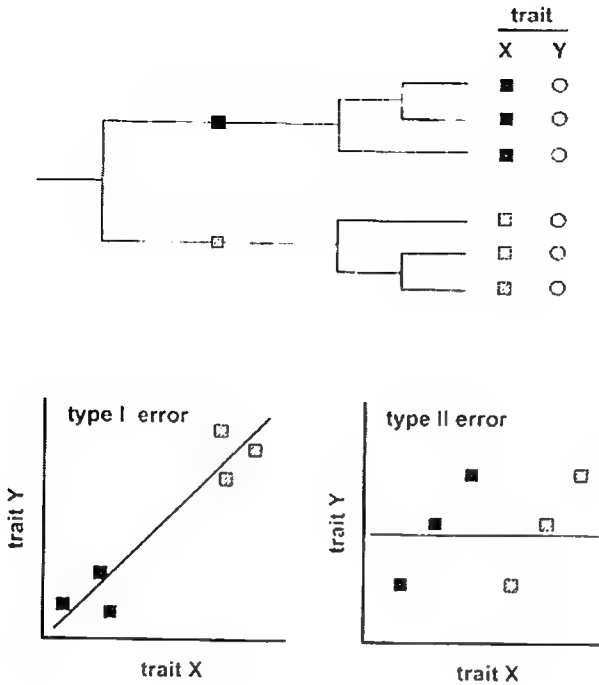 trait
X Y
type I error
trait Y
trait X
type II error
trait Y
trait X